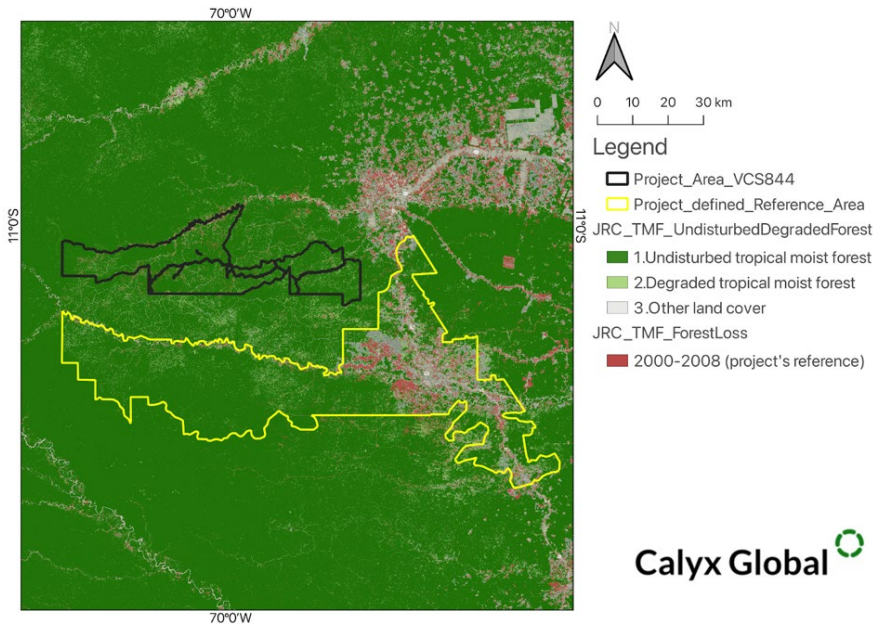 70°0'W
N
0 10 20 30 km
Legend
Project_Area_VCS844
Project_defined_Reference_Area
JRC_TMF_UndisturbedDegradedForest
1.Undisturbed tropical moist forest
2.Degraded tropical moist forest
3.Other land cover
JRC_TMF_ForestLoss
2000-2008 (project's reference)
11°0'S
11°0'S
Calyx Global
70°0'W